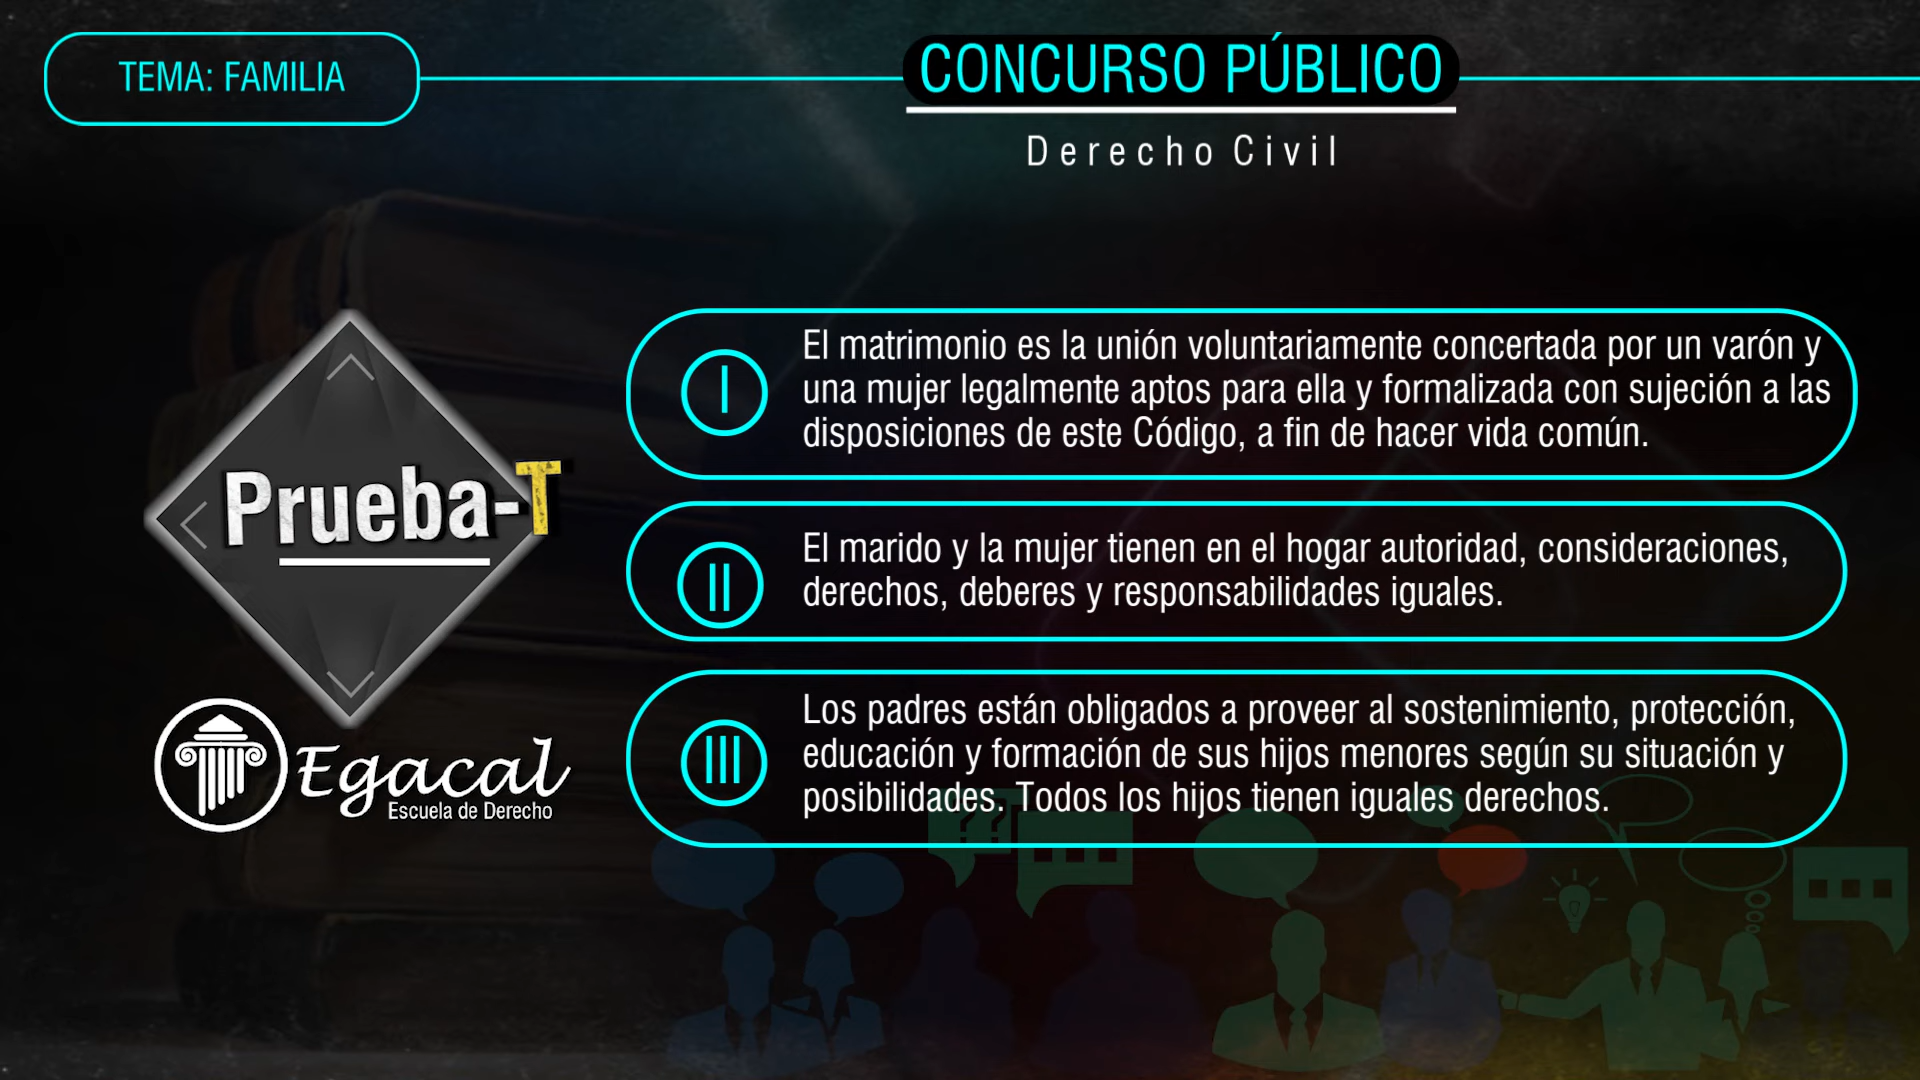 TEMA: FAMILIA
CONCURSO PÚBLICO
Derecho Civil
I
El matrimonio es la unión voluntariamente concertada por un varón y
una mujer legalmente aptos para ella y formalizada con sujeción a las
disposiciones de este Código, a fin de hacer vida común.
Prueba-T
II
El marido y la mujer tienen en el hogar autoridad, consideraciones,
derechos, deberes y responsabilidades iguales.
III
Los padres están obligados a proveer al sostenimiento, protección,
educación y formación de sus hijos menores según su situación y
posibilidades. Todos los hijos tienen iguales derechos.
Egacal
Escuela de Derecho
??